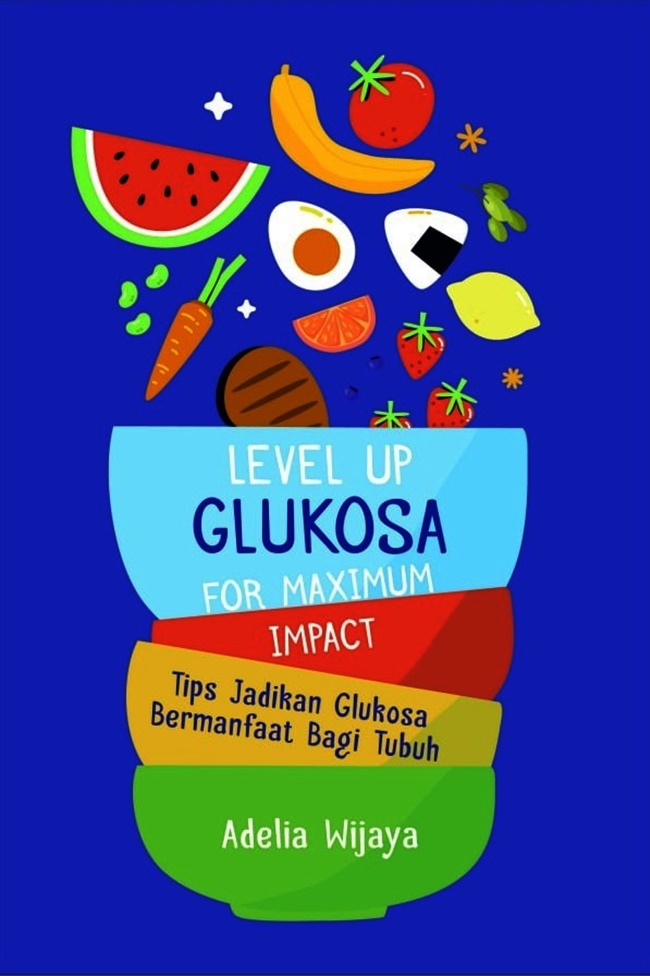 LEVEL UP
GLUKOSA
FOR MAXIMUM
IMPACT
Tips Jadikan Glukosa
Bermanfaat Bagi Tubuh
Adelia Wijaya